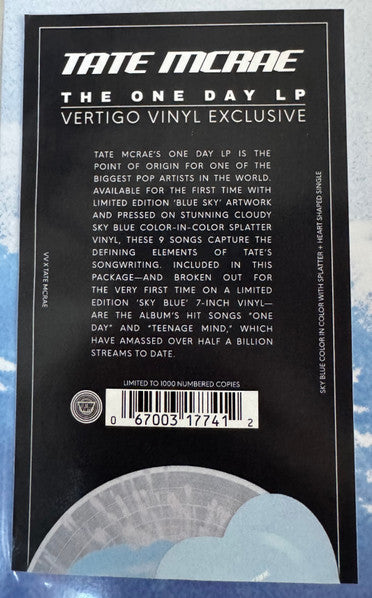 TATE MCRAE
THE ONE DAY LP
VERTIGO VINYL EXCLUSIVE
TATE MCRAE'S ONE DAY LP IS THE
POINT OF ORIGIN FOR ONE OF THE
BIGGEST POP ARTISTS IN THE WORLD.
AVAILABLE FOR THE FIRST TIME WITH
LIMITED EDITION 'BLUE SKY' ARTWORK
AND PRESSED ON STUNNING CLOUDY
SKY BLUE COLOR-IN-COLOR SPLATTER
VINYL, THESE 9 SONGS CAPTURE THE
DEFINING ELEMENTS OF TATE'S
SONGWRITING. INCLUDED IN THIS
PACKAGE—AND BROKEN OUT FOR
THE VERY FIRST TIME ON A LIMITED
EDITION 'SKY BLUE' 7-INCH VINYL—
ARE THE ALBUM'S HIT SONGS "ONE
DAY" AND "TEENAGE MIND," WHICH
HAVE AMASSED OVER HALF A BILLION
STREAMS TO DATE.
VV X TATE MCRAE
SKY BLUE COLOR IN COLOR WITH SPLATTER + HEART SHAPED SINGLE
LIMITED TO 1000 NUMBERED COPIES
0 67003 17741 2